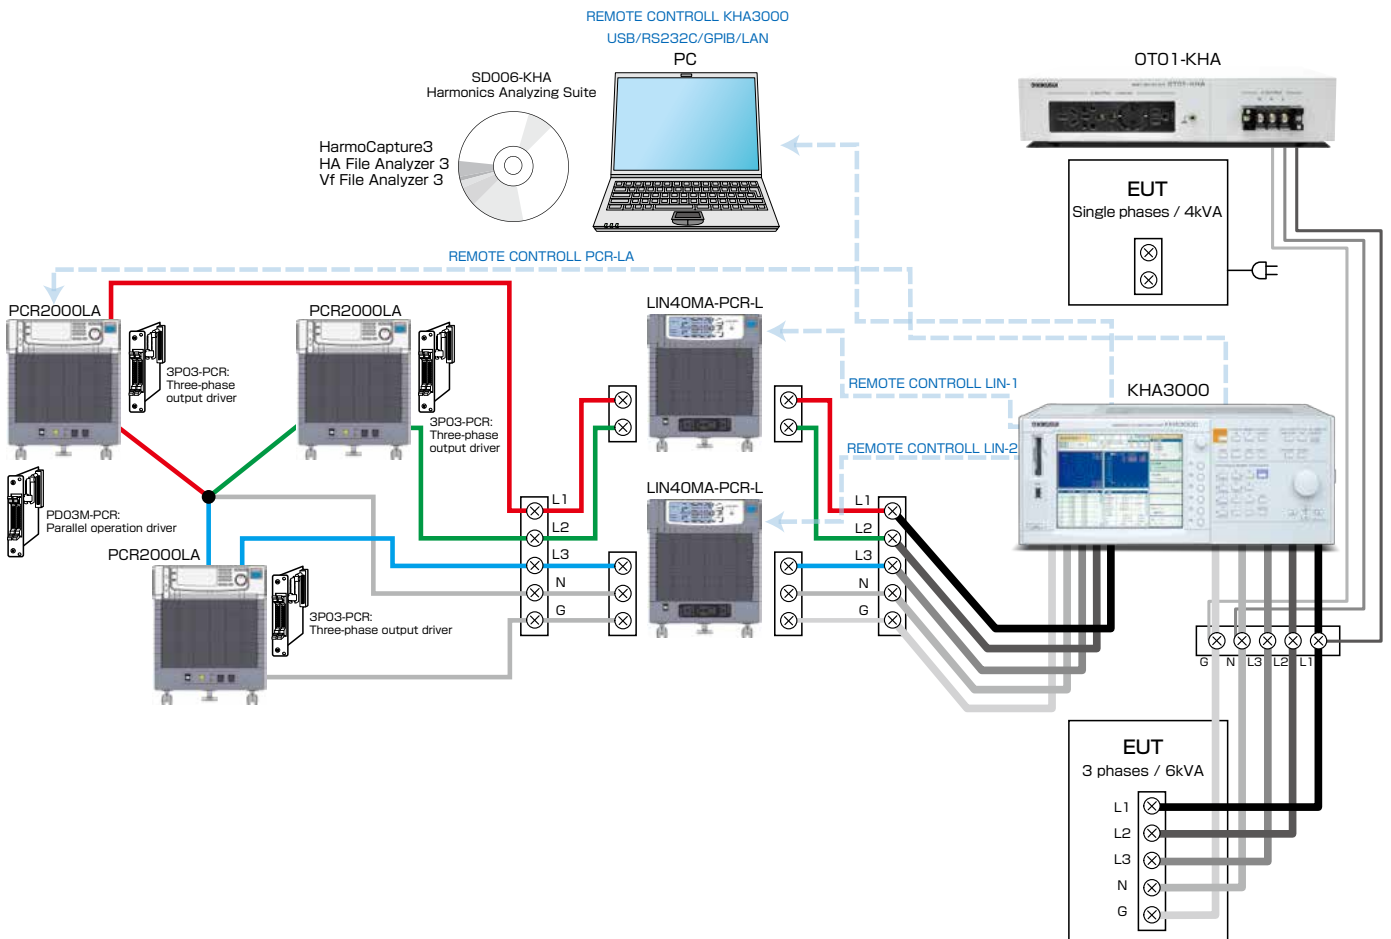 REMOTE CONTROLL KHA3000
USB/RS232C/GPIB/LAN
PC
SD006-KHA
Harmonics Analyzing Suite
HarmoCapture3
HA File Analyzer 3
Vf File Analyzer 3
OT01-KHA
EUT
Single phases / 4kVA
REMOTE CONTROLL PCR-LA
PCR2000LA
3P03-PCR:
Three-phase
output driver
PCR2000LA
3P03-PCR:
Three-phase
output driver
LIN40MA-PCR-L
REMOTE CONTROLL LIN-1
KHA3000
REMOTE CONTROLL LIN-2
PD03M-PCR:
Parallel operation driver
PCR2000LA
3P03-PCR:
Three-phase output driver
LIN40MA-PCR-L
L1
L2
L3
N
G
L1
L2
L3
N
G
G N L3 L2 L1
EUT
3 phases / 6kVA
L1
L2
L3
N
G